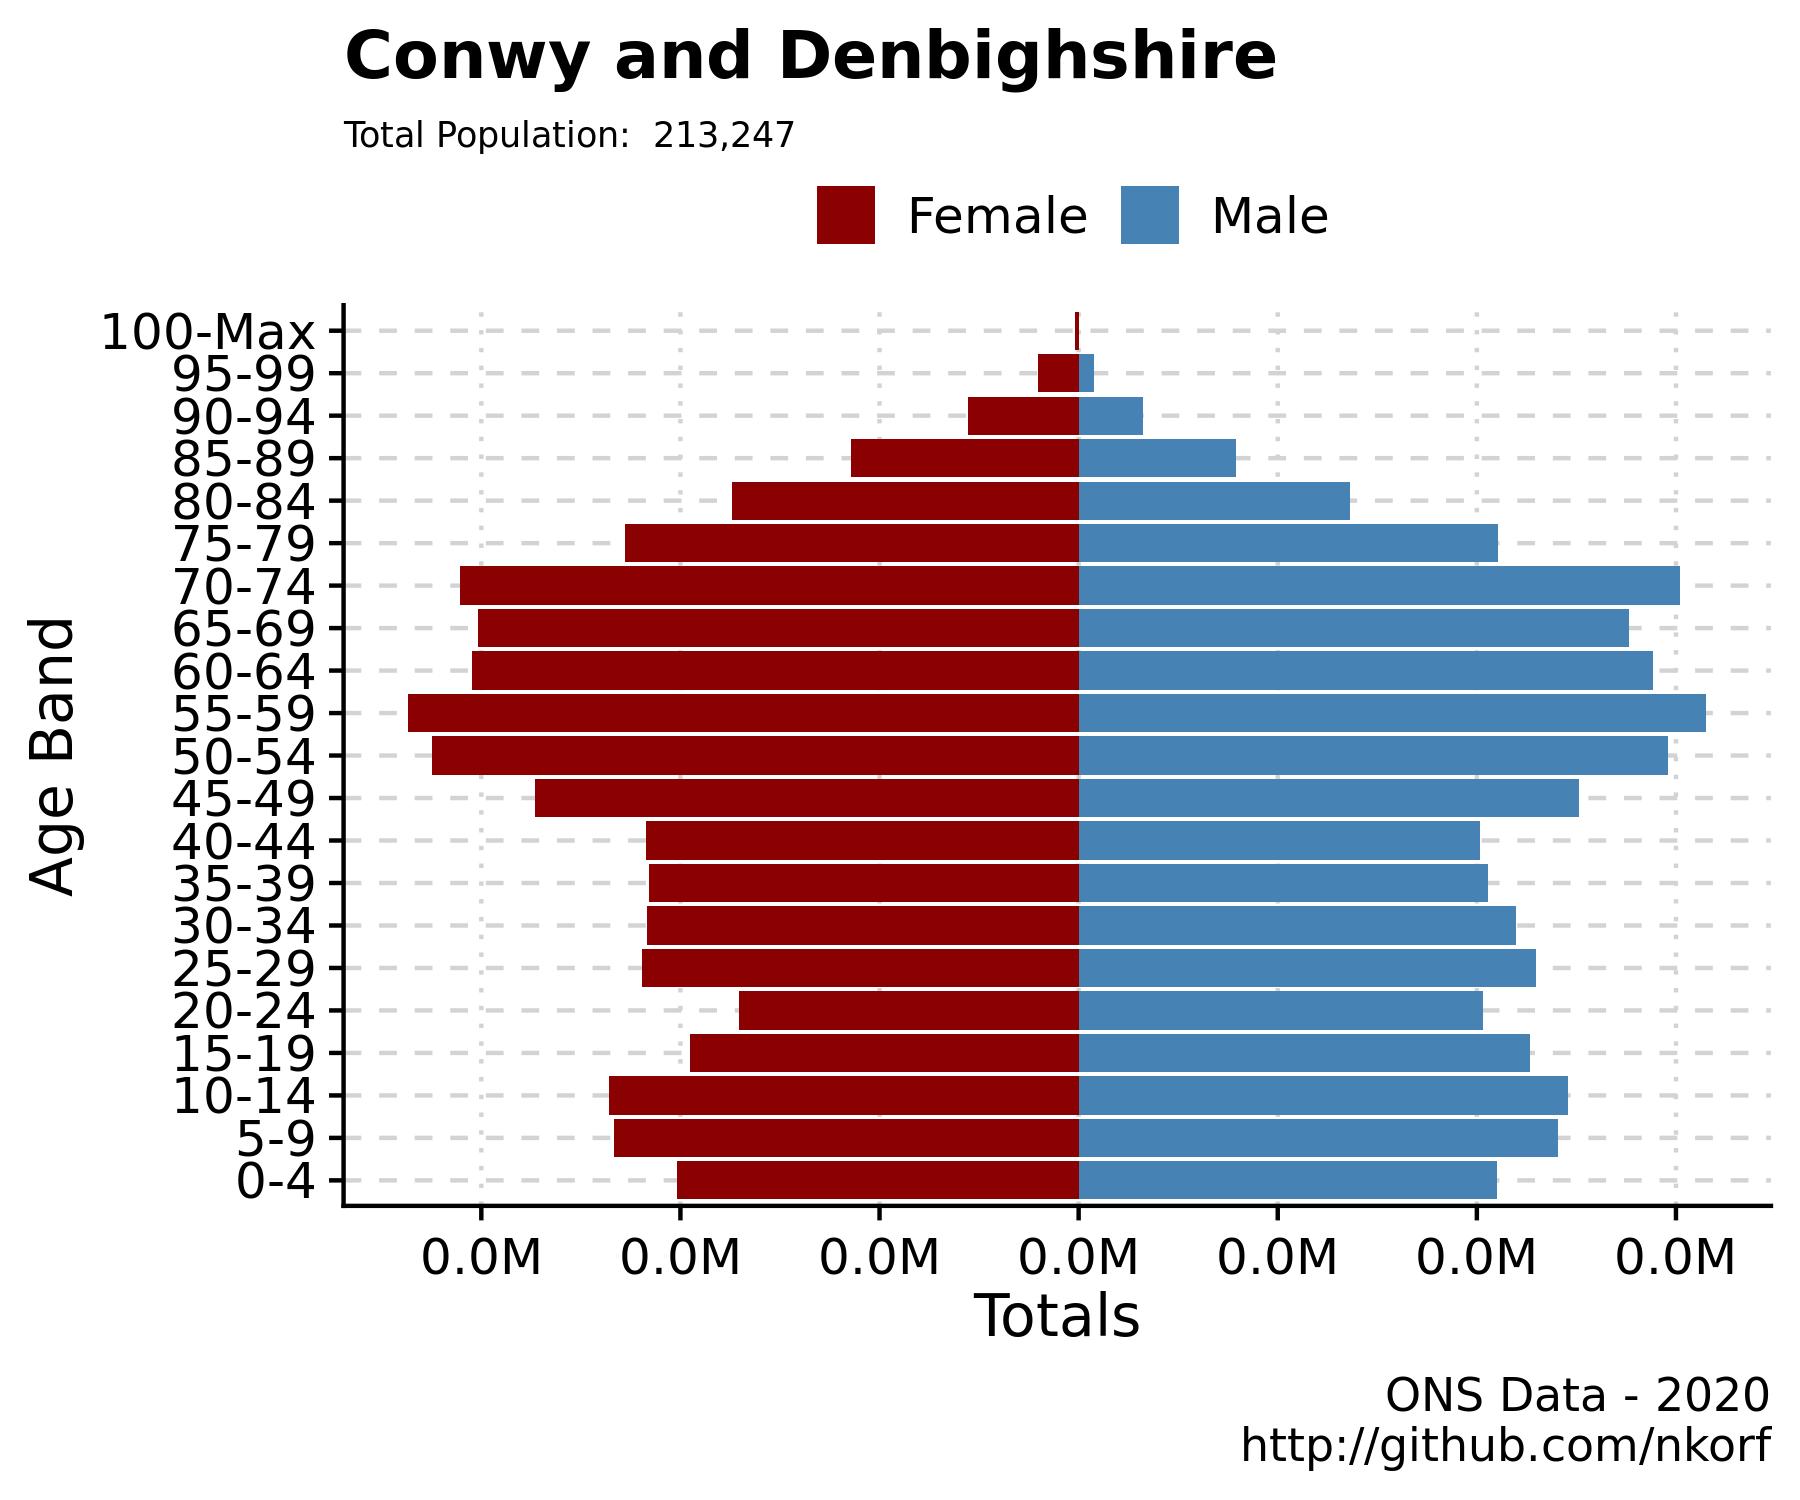 Conwy and Denbighshire
Total Population:  213,247
Female
Male
100-Max
95-99
90-94
85-89
80-84
75-79
70-74
65-69
60-64
55-59
50-54
45-49
40-44
35-39
30-34
25-29
20-24
15-19
10-14
5-9
0-4
Age Band
0.0M 0.0M 0.0M 0.0M 0.0M 0.0M 0.0M
Totals
ONS Data - 2020
http://github.com/nkorf